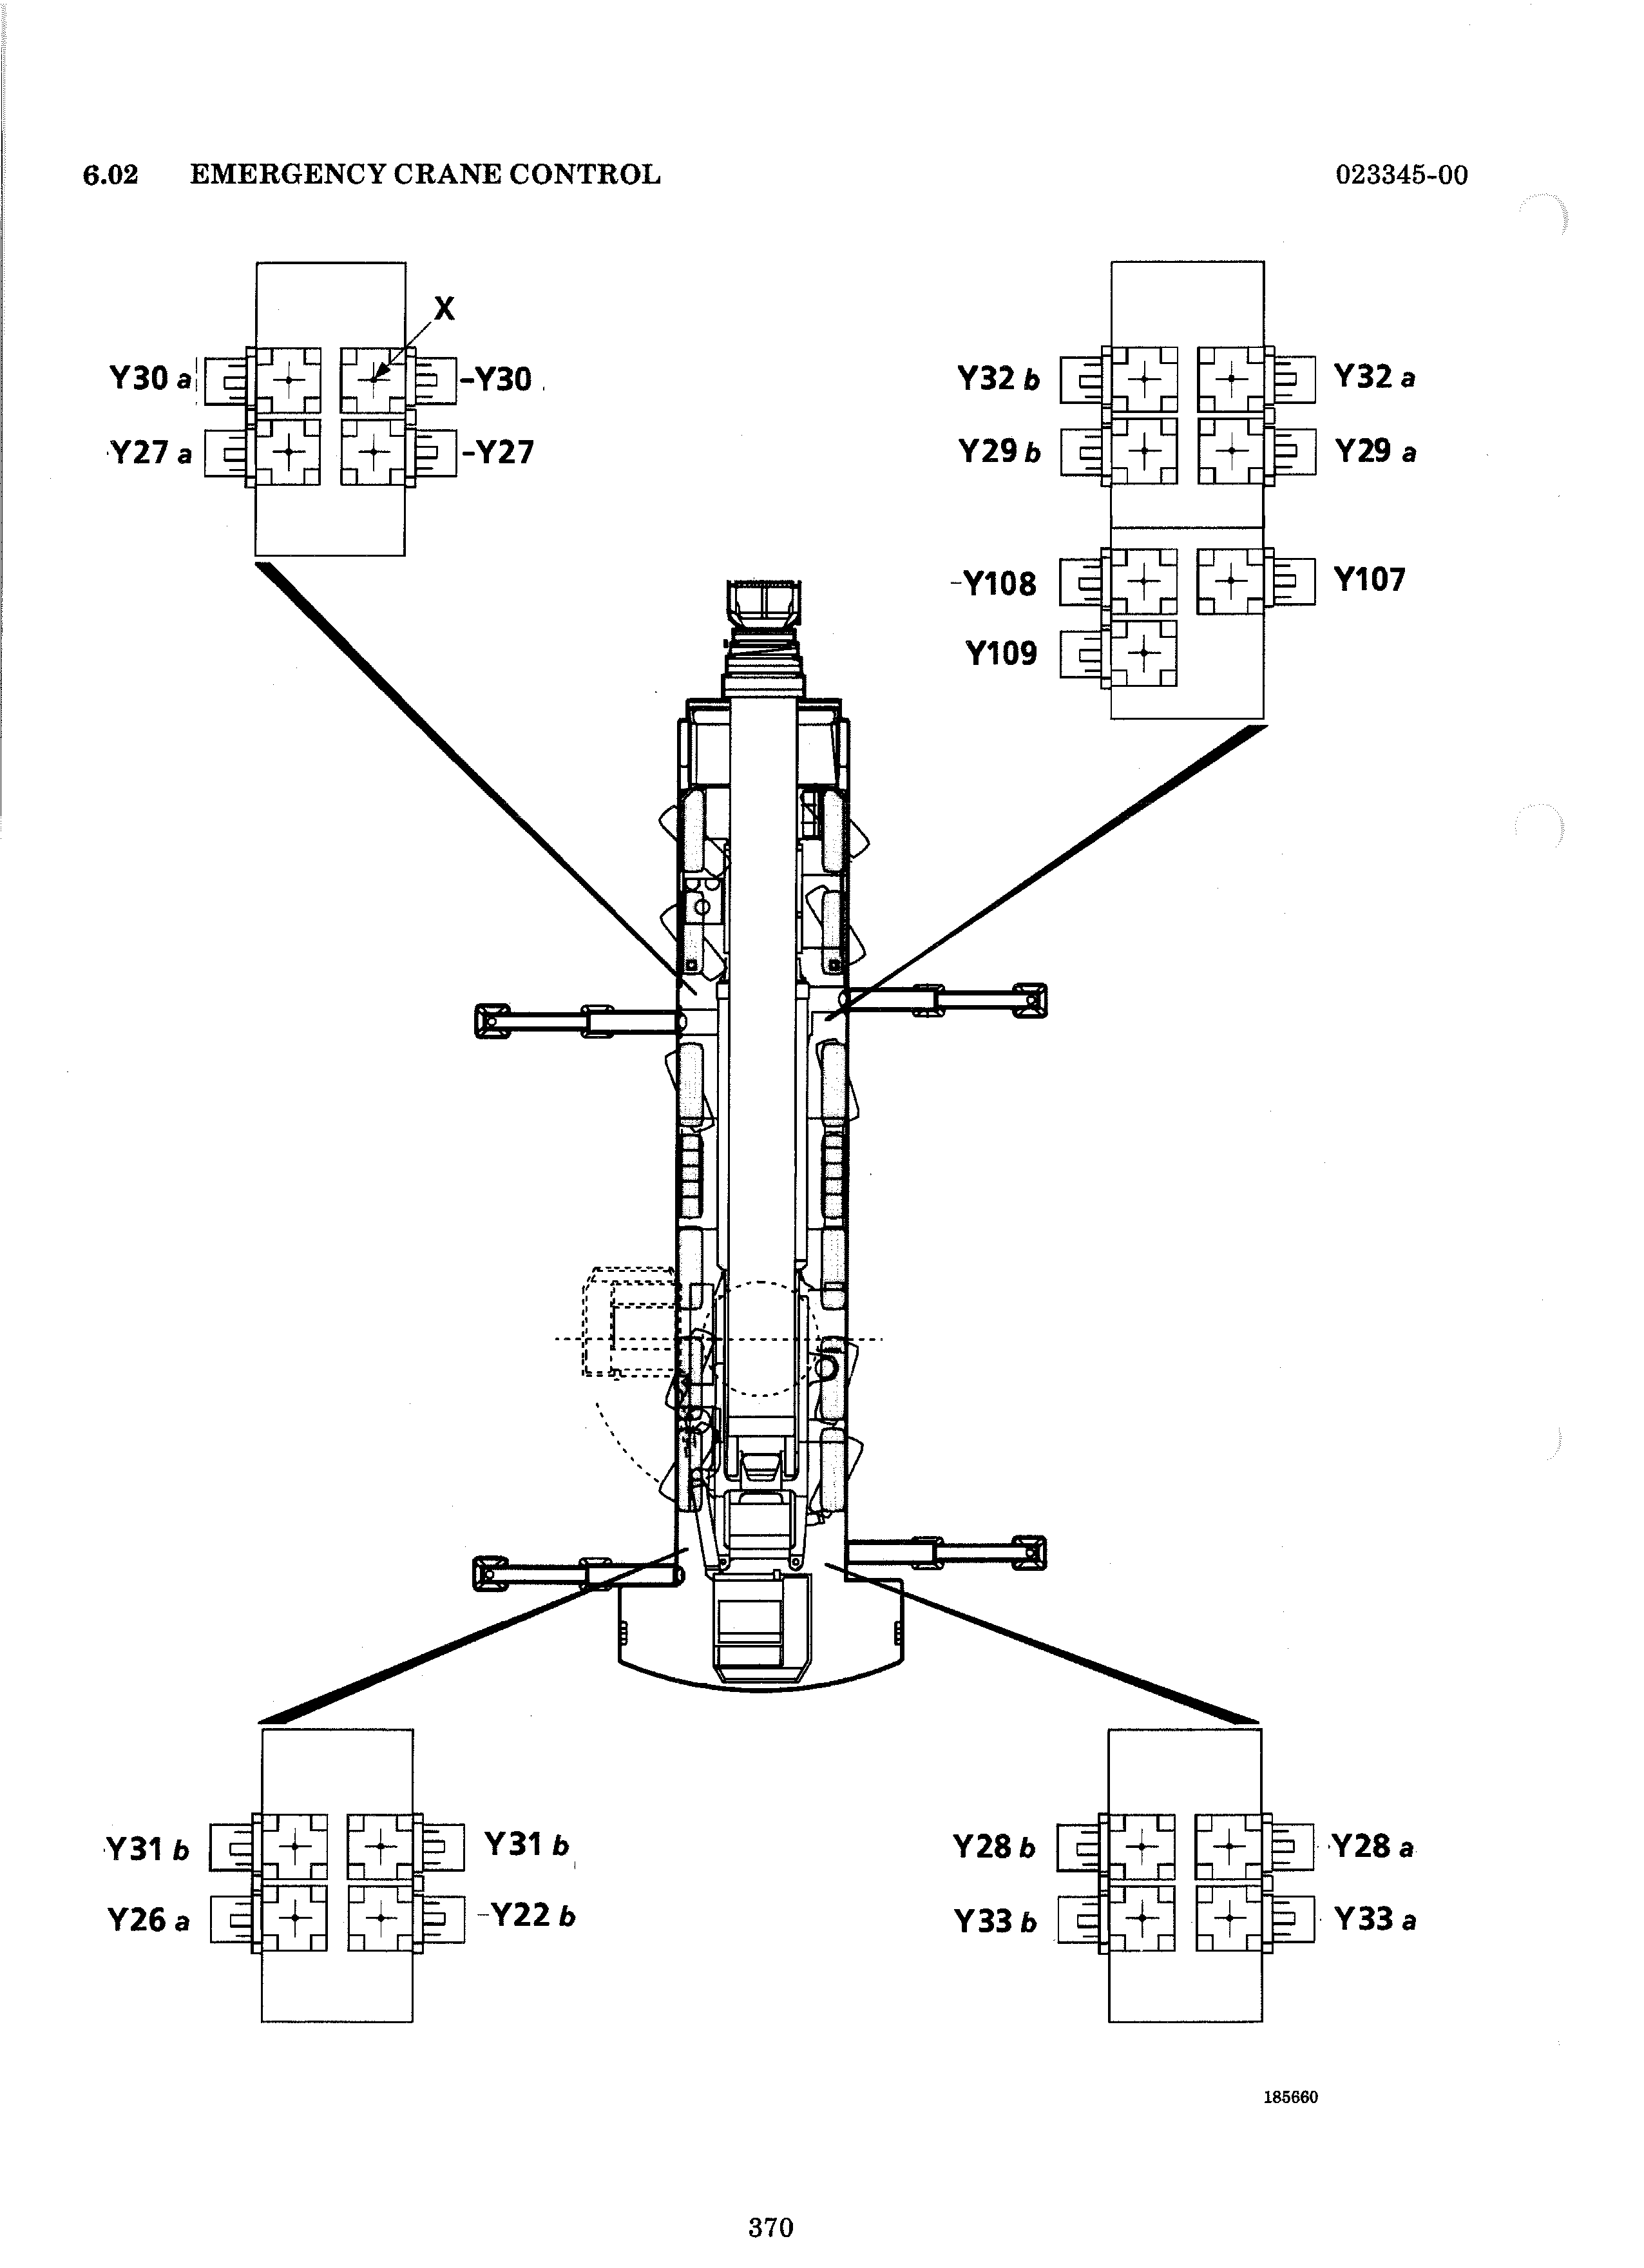 6.02 EMERGENCY CRANE CONTROL 023345-00
X
Y30 a -Y30
Y27 a -Y27
Y32 b Y32 a
Y29 b Y29 a
-Y108 Y107
Y109
Y31 b Y31 b
Y26 a -Y22 b
Y28 b Y28 a
Y33 b Y33 a
185660
370